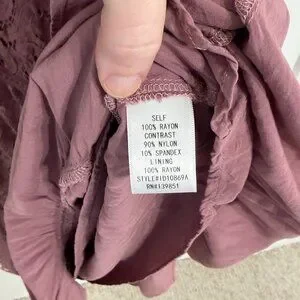 SELF
100% RAYON
CONTRAST
90% NYLON
10% SPANDEX
LINING
100% RAYON
STYLE#ID10869A
RN#139851